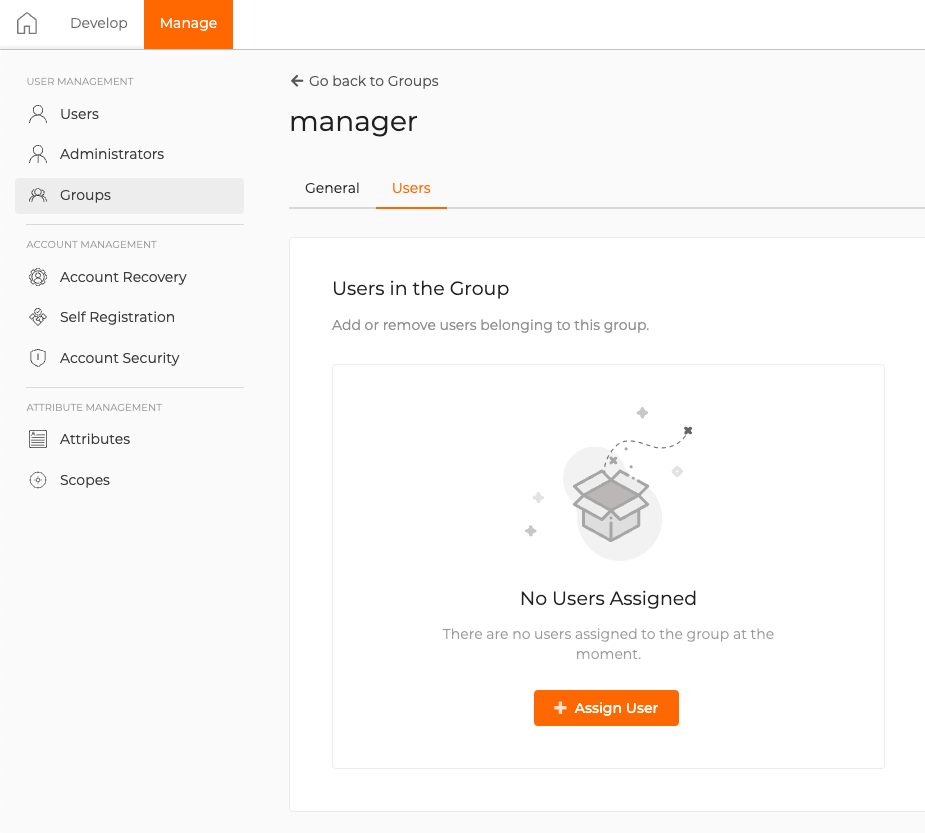 Develop
Manage
USER MANAGEMENT
Users
Administrators
Groups
ACCOUNT MANAGEMENT
Account Recovery
Self Registration
Account Security
ATTRIBUTE MANAGEMENT
Attributes
Scopes
Go back to Groups
manager
General
Users
Users in the Group
Add or remove users belonging to this group.
No Users Assigned
There are no users assigned to the group at the
moment.
Assign User